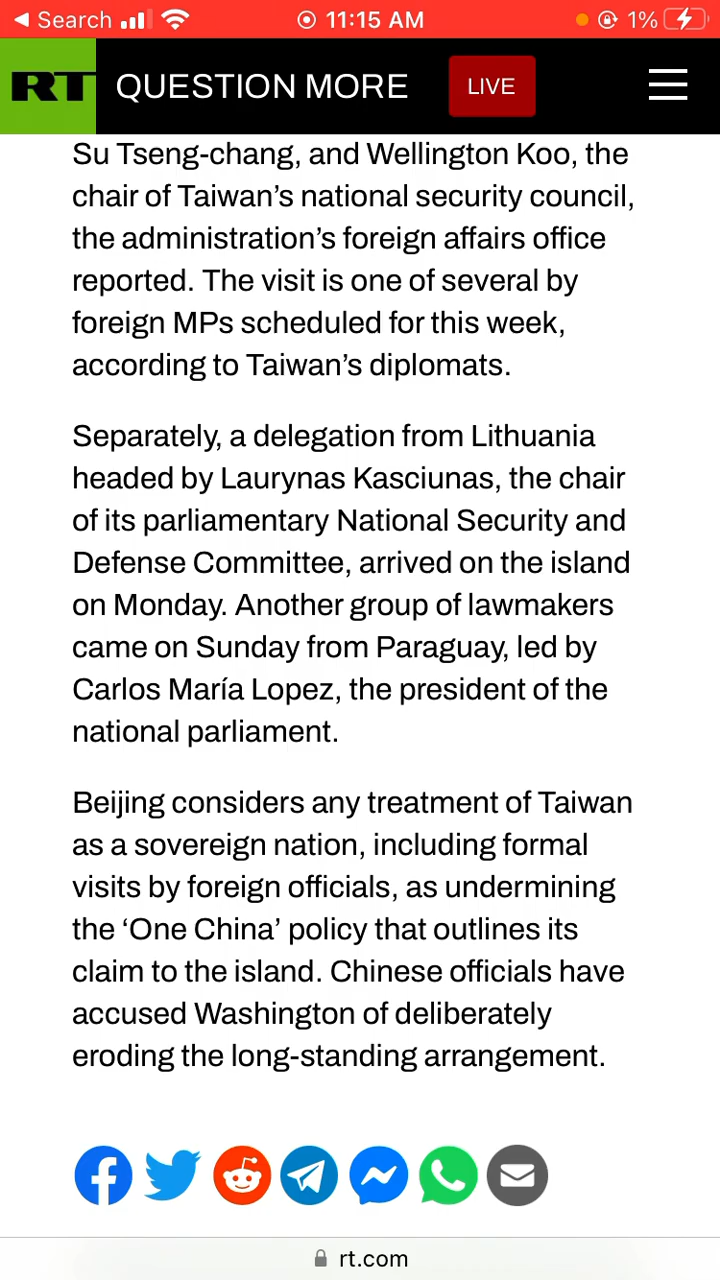 Search 11:15 AM 1%
RT QUESTION MORE LIVE
Su Tseng-chang, and Wellington Koo, the
chair of Taiwan’s national security council,
the administration’s foreign affairs office
reported. The visit is one of several by
foreign MPs scheduled for this week,
according to Taiwan’s diplomats.
Separately, a delegation from Lithuania
headed by Laurynas Kasciunas, the chair
of its parliamentary National Security and
Defense Committee, arrived on the island
on Monday. Another group of lawmakers
came on Sunday from Paraguay, led by
Carlos María Lopez, the president of the
national parliament.
Beijing considers any treatment of Taiwan
as a sovereign nation, including formal
visits by foreign officials, as undermining
the ‘One China’ policy that outlines its
claim to the island. Chinese officials have
accused Washington of deliberately
eroding the long-standing arrangement.
rt.com